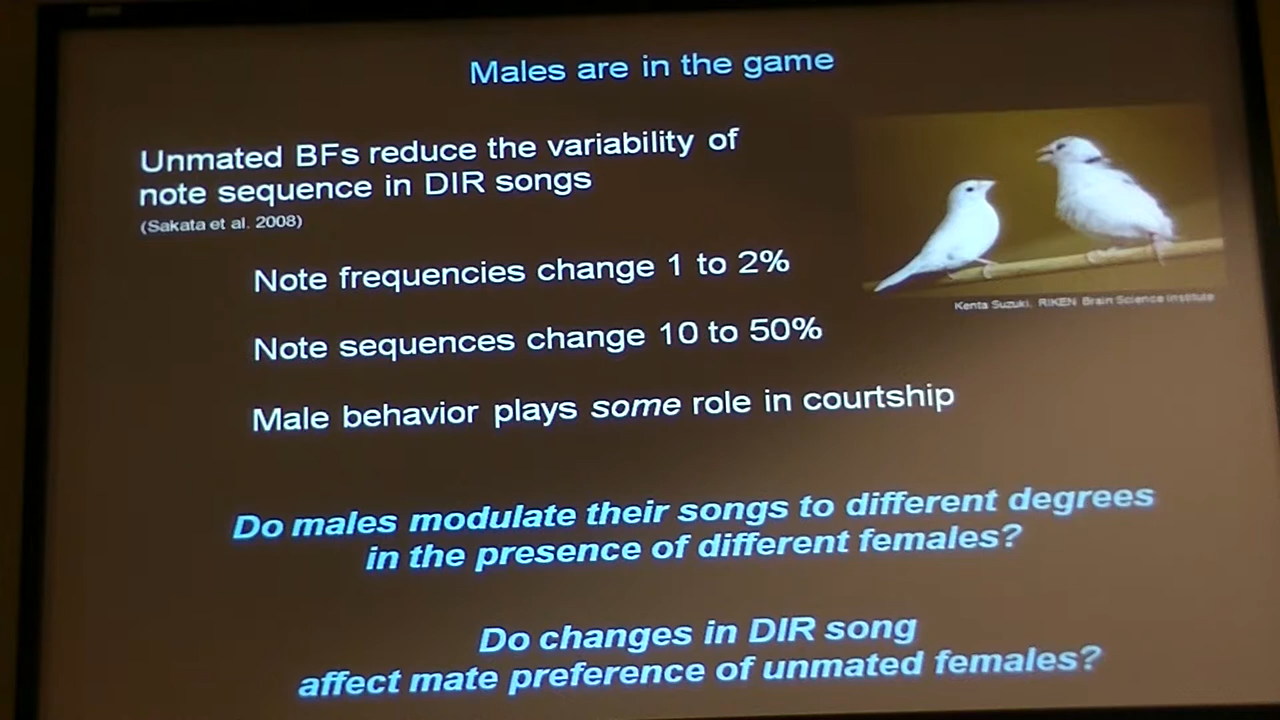 Males are in the game
Unmated BFs reduce the variability of
note sequence in DIR songs
(Sakata et al. 2008)
Note frequencies change 1 to 2%
Kenta Suzuki, RIKEN Brain Science Institute
Note sequences change 10 to 50%
Male behavior plays some role in courtship
Do males modulate their songs to different degrees
in the presence of different females?
Do changes in DIR song
affect mate preference of unmated females?